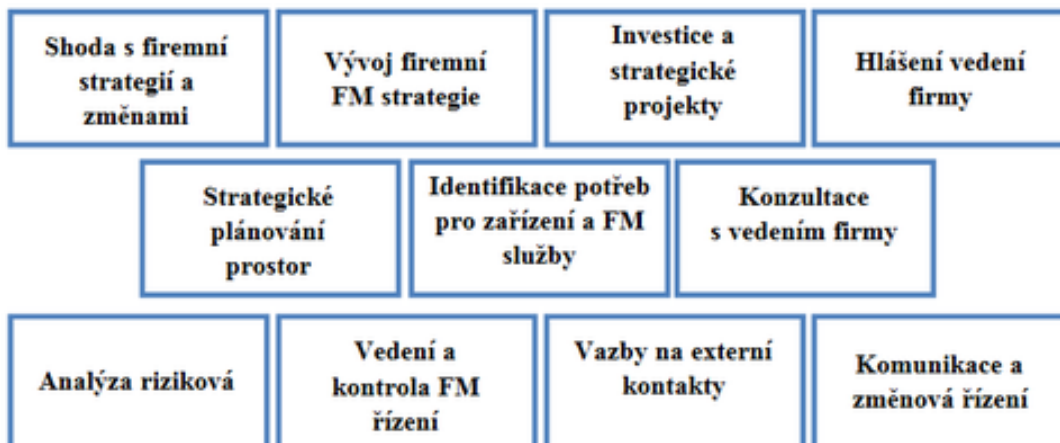 Shoda s firemní
strategií a
změnami
Vývoj firemní
FM strategie
Investice a
strategické
projekty
Hlášení vedení
firmy
Strategické
plánování
prostor
Identifikace potřeb
pro zařízení a FM
služby
Konzultace
s vedením firmy
Analýza riziková
Vedení a
kontrola FM
řízení
Vazby na externí
kontakty
Komunikace a
změnová řízení